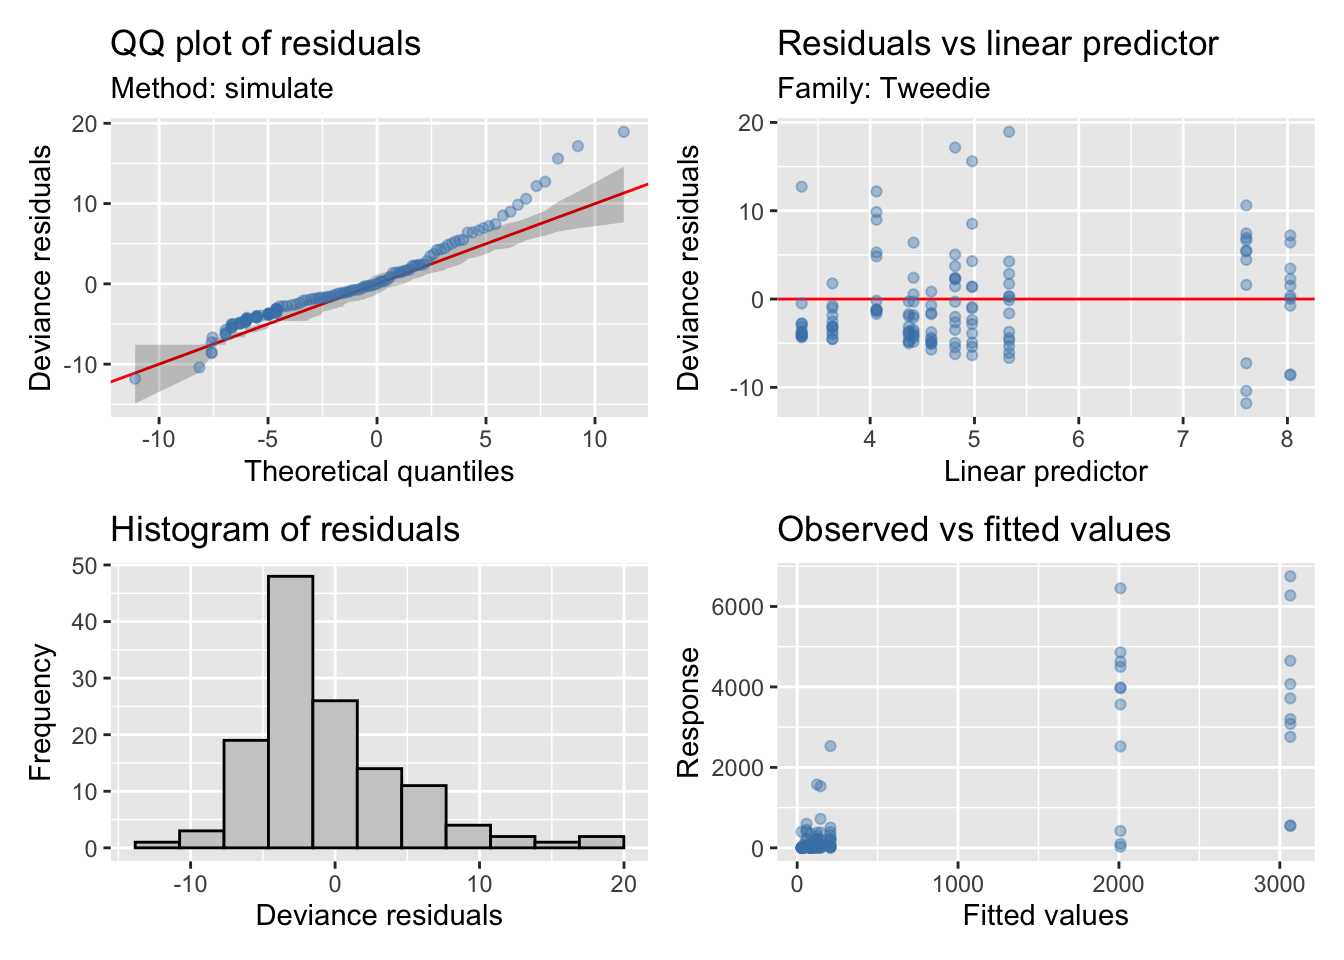 QQ plot of residuals
Method: simulate
20
10
0
-10
-10
-5
0
5
10
Deviance residuals
Theoretical quantiles
Residuals vs linear predictor
Family: Tweedie
20
10
0
-10
4
5
6
7
8
Deviance residuals
Linear predictor
Histogram of residuals
50
40
30
20
10
0
-10
0
10
20
Frequency
Deviance residuals
Observed vs fitted values
6000
4000
2000
0
0
1000
2000
3000
Response
Fitted values